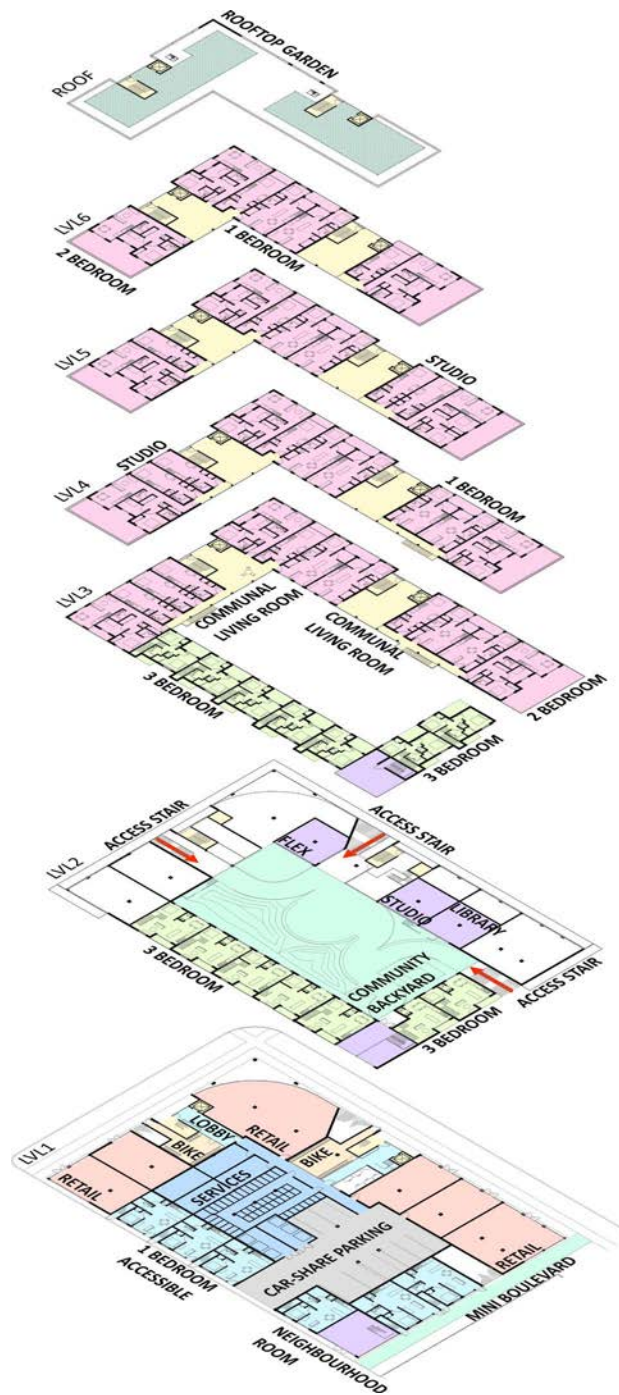 ROOFTOP GARDEN
ROOF
LVL6
2 BEDROOM
1 BEDROOM
LVL5
STUDIO
LVL4
STUDIO
1 BEDROOM
LVL3
COMMUNAL
LIVING ROOM
COMMUNAL
LIVING ROOM
3 BEDROOM
2 BEDROOM
3 BEDROOM
LVL2
ACCESS STAIR
ACCESS STAIR
FLEX
STUDIO
LIBRARY
3 BEDROOM
COMMUNITY
BACKYARD
ACCESS STAIR
3 BEDROOM
LVL1
LOBBY
RETAIL
BIKE
BIKE
RETAIL
SERVICES
1 BEDROOM
ACCESSIBLE
CAR-SHARE PARKING
RETAIL
MINI BOULEVARD
NEIGHBOURHOOD
ROOM